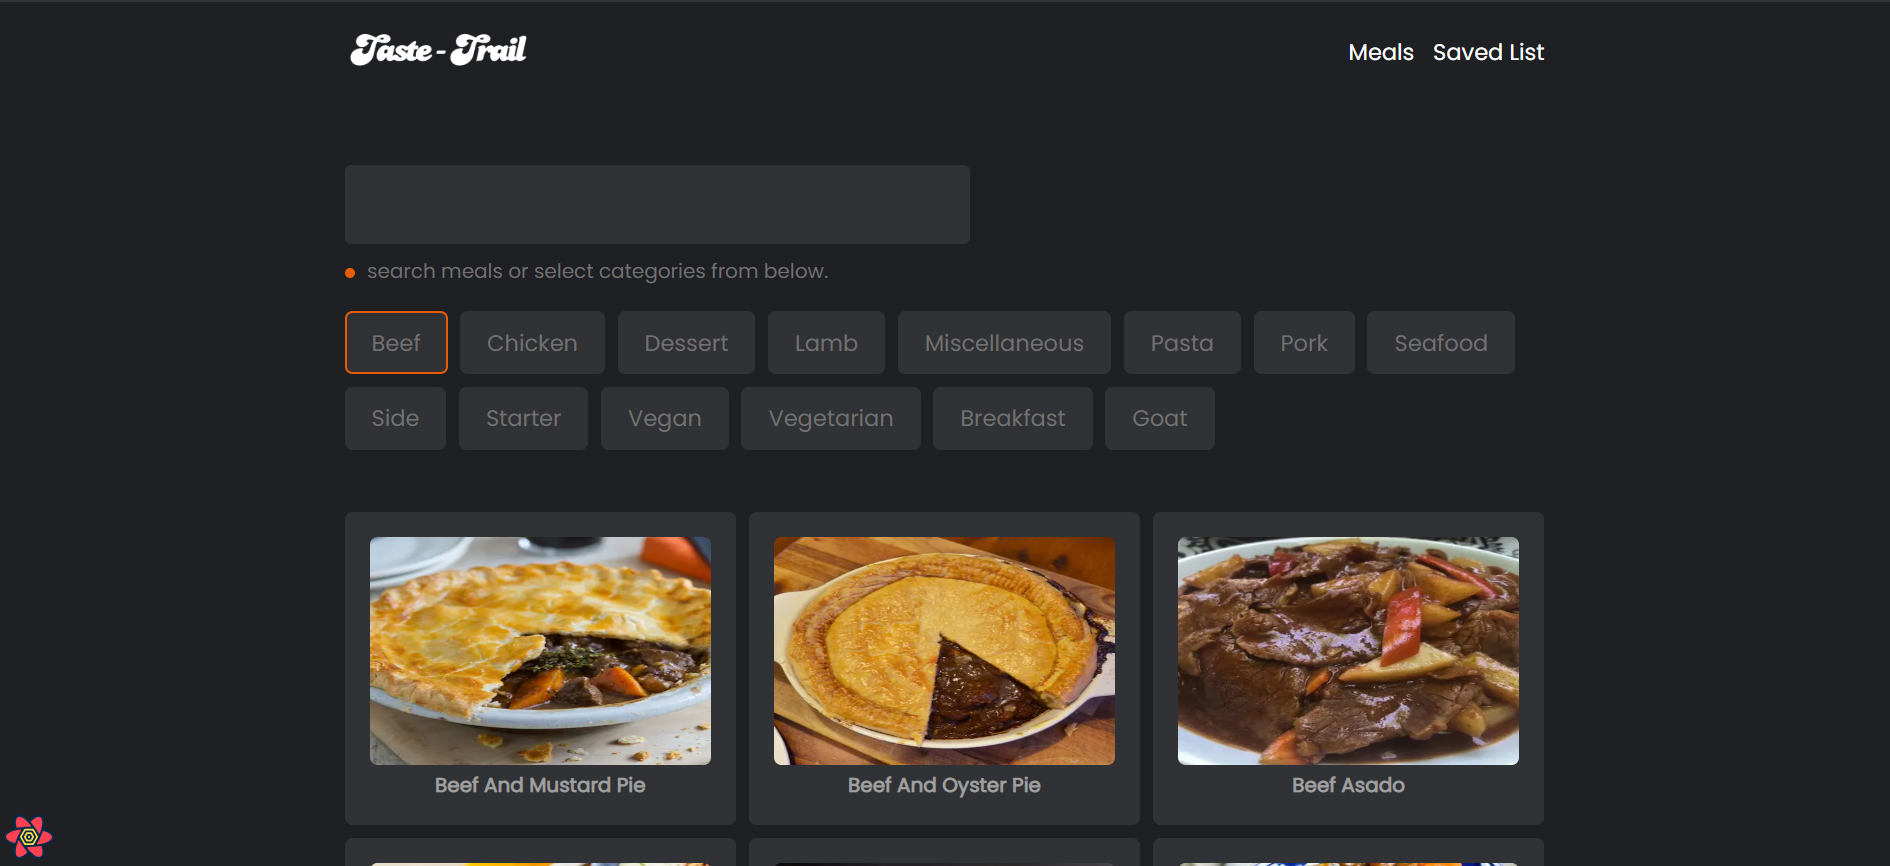 Taste - Trail
Meals Saved List
search meals or select categories from below.
Beef Chicken Dessert Lamb Miscellaneous Pasta Pork Seafood
Side Starter Vegan Vegetarian Breakfast Goat
Beef And Mustard Pie
Beef And Oyster Pie
Beef Asado